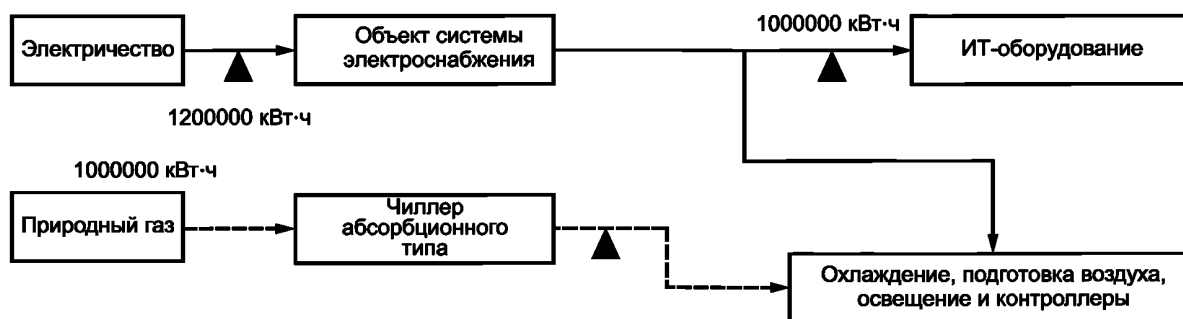 1000000 кВт·ч
Электричество
Объект системы
электроснабжения
ИТ-оборудование
1200000 кВт·ч
1000000 кВт·ч
Природный газ
Чиллер
абсорбционного
типа
Охлаждение, подготовка воздуха,
освещение и контроллеры